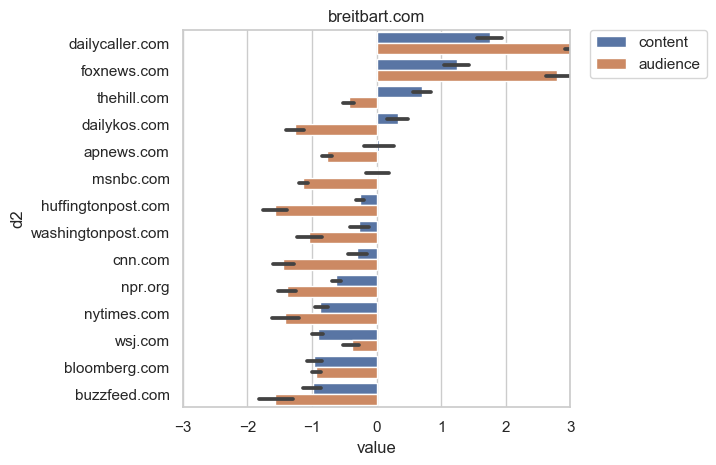 breitbart.com
dailycaller.com
foxnews.com
thehill.com
dailykos.com
apnews.com
msnbc.com
huffingtonpost.com
washingtonpost.com
cnn.com
npr.org
nytimes.com
wsj.com
bloomberg.com
buzzfeed.com
d2
−3 −2 −1 0 1 2 3
value
content
audience